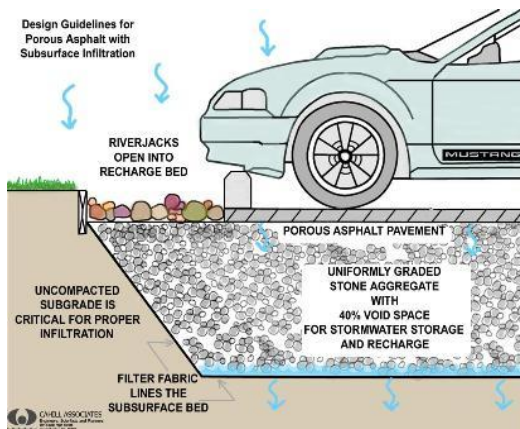 Design Guidelines for
Porous Asphalt with
Subsurface Infiltration
RIVERJACKS
OPEN INTO
RECHARGE BED
MUSTANG
POROUS ASPHALT PAVEMENT
UNIFORMLY GRADED
STONE AGGREGATE
WITH
40% VOID SPACE
FOR STORMWATER STORAGE
AND RECHARGE
UNCOMPACTED
SUBGRADE IS
CRITICAL FOR PROPER
INFILTRATION
FILTER FABRIC
LINES THE
SUBSURFACE BED
CAHILL ASSOCIATES